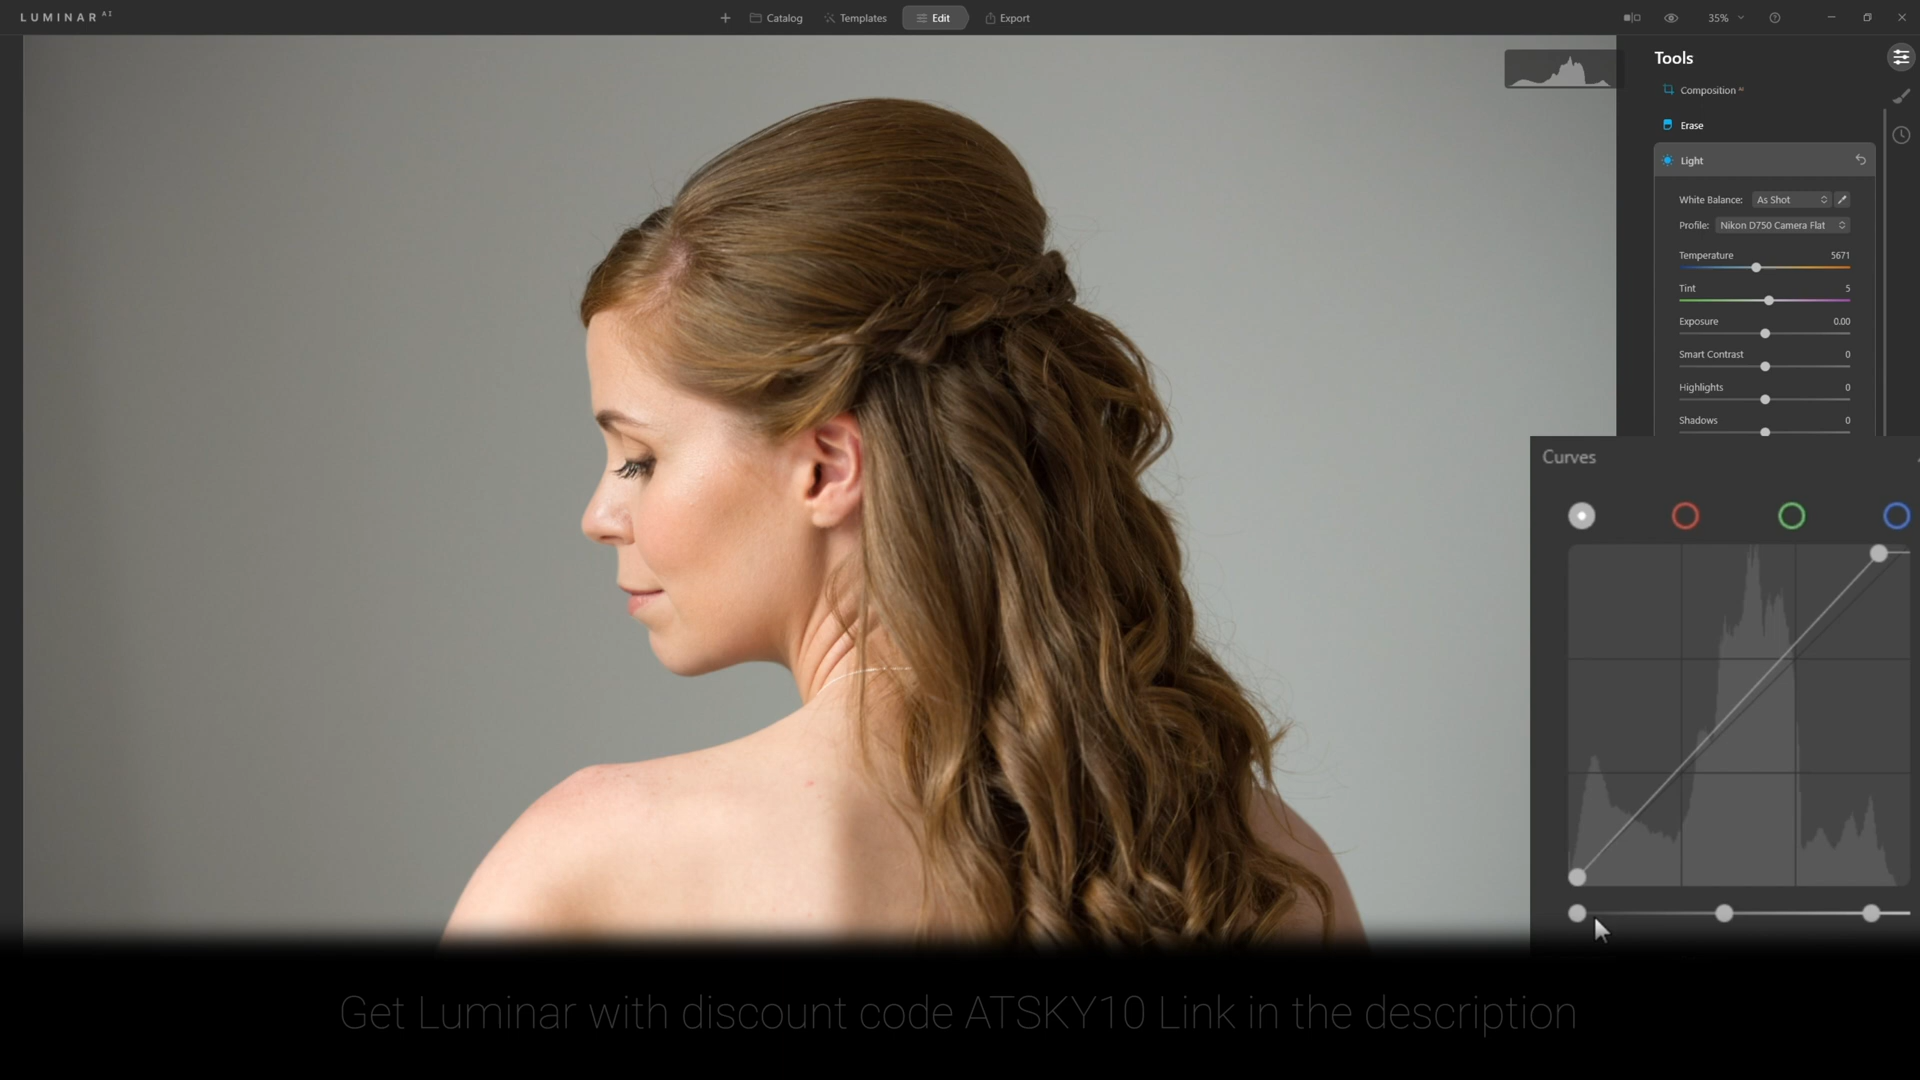 LUMINAR AI
Catalog
Templates
Edit
Export
35%
Tools
Composition AI
Erase
Light
White Balance: As Shot
Profile: Nikon D750 Camera Flat
Temperature 5671
Tint 5
Exposure 0.00
Smart Contrast 0
Highlights 0
Shadows 0
Curves
Get Luminar with discount code ATSKY10 Link in the description